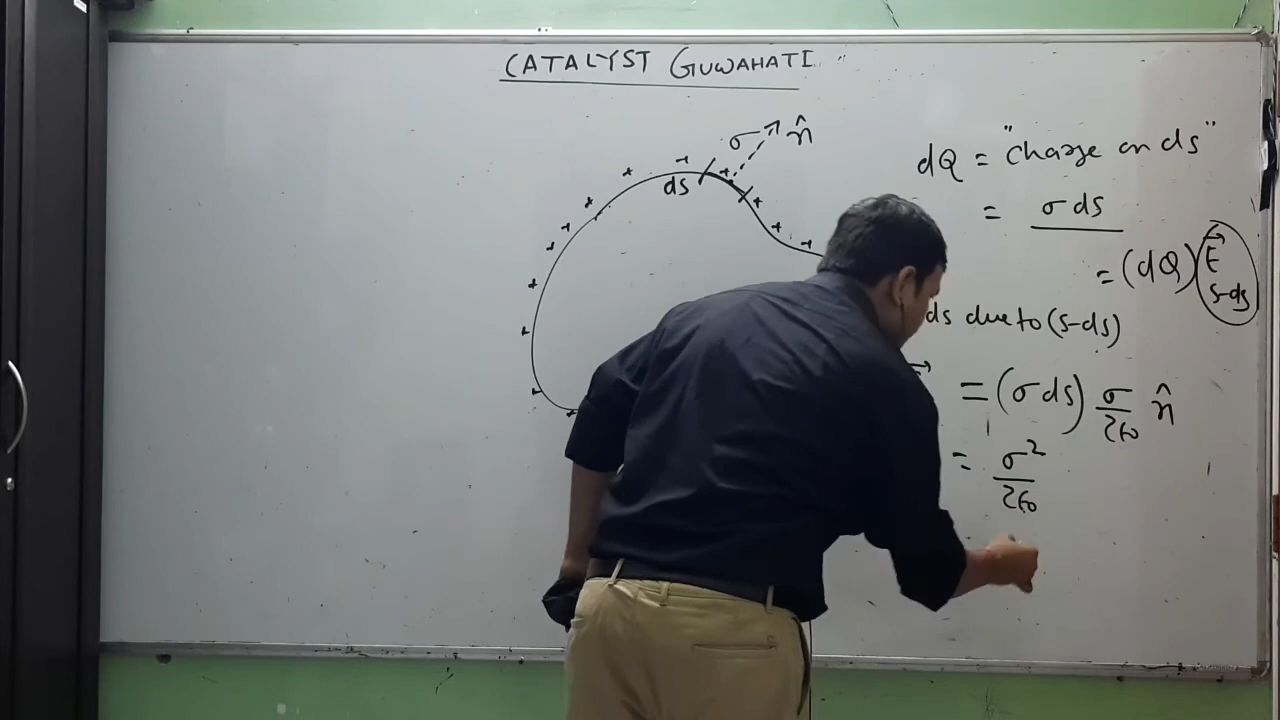 CATALYST GUWAHATI
σ n̂
ds
dQ = "Charge on ds"
= σ ds
= (dQ) E⃗ s-ds
ds due to (s-ds)
= (σ ds) σ/2ϵ₀ n̂
= σ²/2ϵ₀